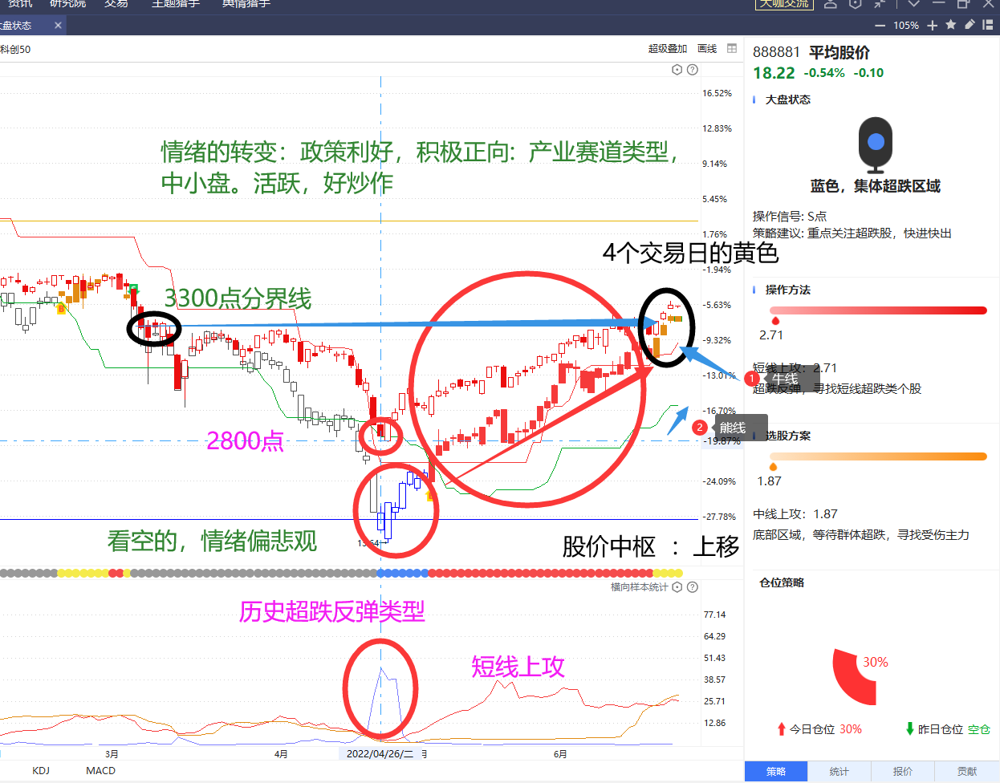 资讯 研究院 交易 主题猎手 舆情猎手 大咖交流
大盘状态 × 105%
科创50 超级叠加 画线
888881 平均股价
18.22 -0.54% -0.10
大盘状态
蓝色，集体超跌区域
操作信号: S点
策略建议: 重点关注超跌股，快进快出
操作方法
2.71
短线上攻：2.71
超跌反弹，寻找短线超跌类个股
选股方案
1.87
中线上攻：1.87
底部区域，等待群体超跌，寻找受伤主力
仓位策略
30%
今日仓位 30% 昨日仓位 空仓
策略 统计 报价 贡献
16.52%
12.83%
9.14%
5.45%
1.76%
-1.94%
-5.63%
-9.32%
-13.01%
-16.70%
-19.87%
-24.09%
-27.78%
情绪的转变：政策利好，积极正向: 产业赛道类型，
中小盘。活跃，好炒作
4个交易日的黄色
3300点分界线
1 牛线
2 熊线
2800点
看空的，情绪偏悲观
股价中枢 ：上移
横向样本统计
历史超跌反弹类型
短线上攻
77.14
64.29
51.43
38.57
25.71
12.86
3月 4月 2022/04/26/二 月 6月
KDJ MACD